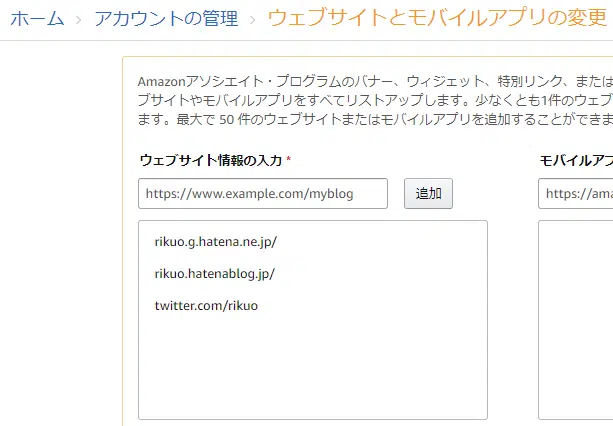 ホーム › アカウントの管理 › ウェブサイトとモバイルアプリの変更
Amazonアソシエイト・プログラムのバナー、ウィジェット、特別リンク、または
ブサイトやモバイルアプリをすべてリストアップします。少なくとも1件のウェブ
ます。最大で 50 件のウェブサイトまたはモバイルアプリを追加することができま
ウェブサイト情報の入力 *
モバイルアプ
https://www.example.com/myblog
追加
https://ama
rikuo.g.hatena.ne.jp/
rikuo.hatenablog.jp/
twitter.com/rikuo